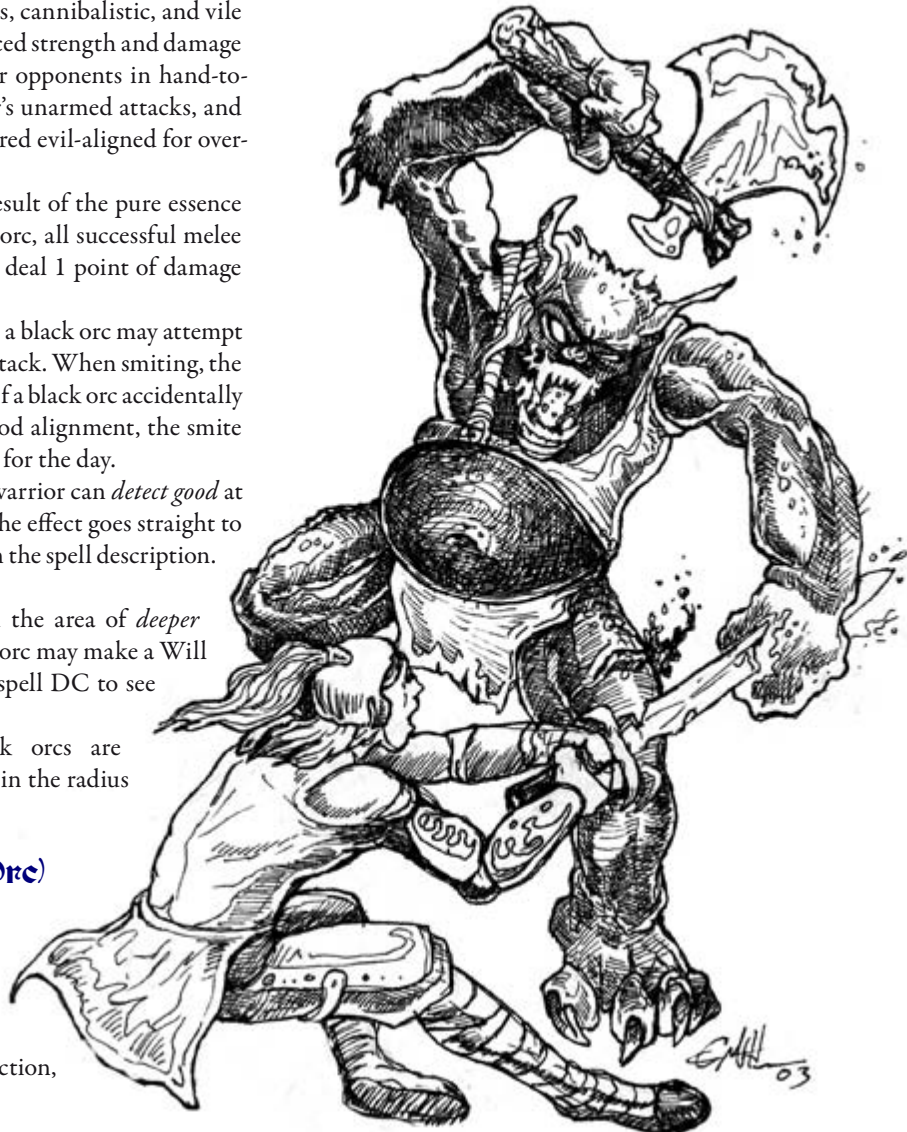 s, cannibalistic, and vile
ced strength and damage
r opponents in hand-to-
's unarmed attacks, and
red evil-aligned for over-
esult of the pure essence
orc, all successful melee
deal 1 point of damage
a black orc may attempt
tack. When smiting, the
f a black orc accidentally
od alignment, the smite
for the day.
warrior can detect good at
he effect goes straight to
n the spell description.
the area of deeper
orc may make a Will
spell DC to see
k orcs are
in the radius
Orc)
ction,
03